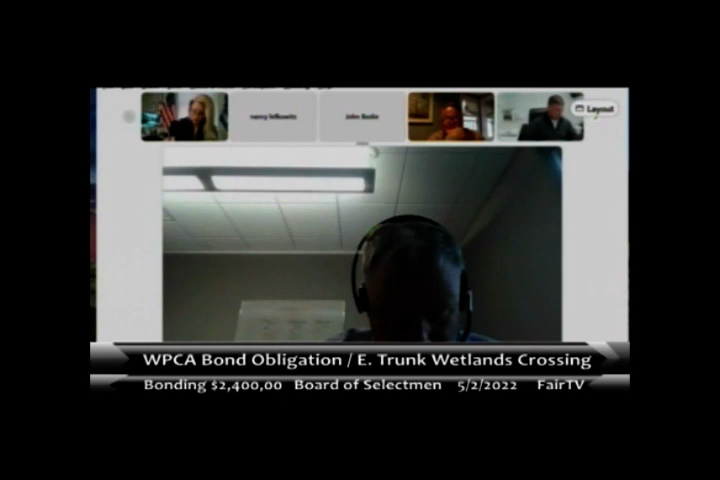 Layout
WPCA Bond Obligation / E. Trunk Wetlands Crossing
Bonding $2,400,00 Board of Selectmen 5/2/2022 FairTV